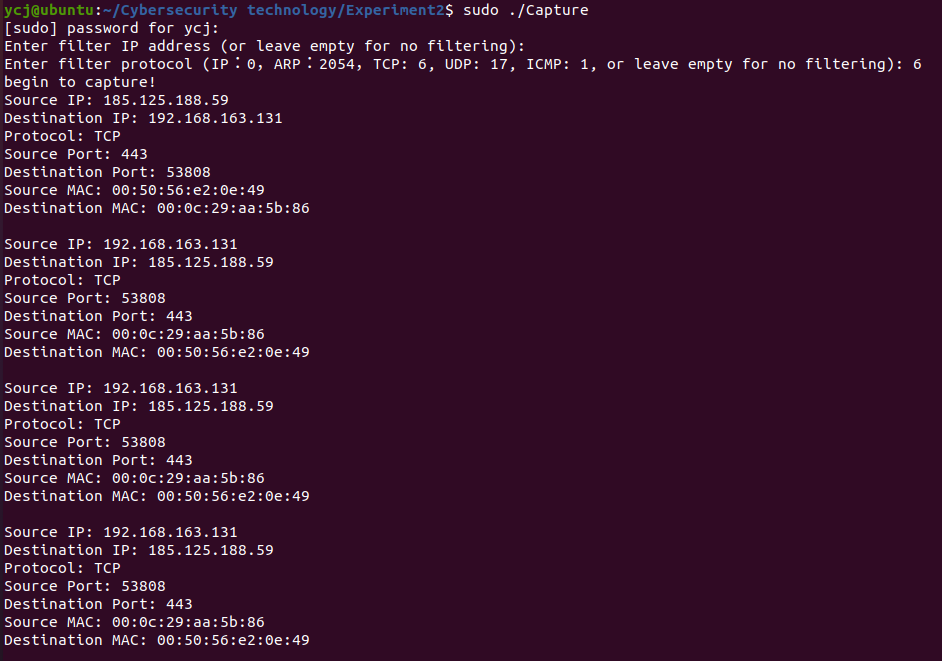 ycj@ubuntu:~/Cybersecurity technology/Experiment2$ sudo ./Capture
[sudo] password for ycj:
Enter filter IP address (or leave empty for no filtering):
Enter filter protocol (IP：0, ARP：2054, TCP: 6, UDP: 17, ICMP: 1, or leave empty for no filtering): 6
begin to capture!
Source IP: 185.125.188.59
Destination IP: 192.168.163.131
Protocol: TCP
Source Port: 443
Destination Port: 53808
Source MAC: 00:50:56:e2:0e:49
Destination MAC: 00:0c:29:aa:5b:86

Source IP: 192.168.163.131
Destination IP: 185.125.188.59
Protocol: TCP
Source Port: 53808
Destination Port: 443
Source MAC: 00:0c:29:aa:5b:86
Destination MAC: 00:50:56:e2:0e:49

Source IP: 192.168.163.131
Destination IP: 185.125.188.59
Protocol: TCP
Source Port: 53808
Destination Port: 443
Source MAC: 00:0c:29:aa:5b:86
Destination MAC: 00:50:56:e2:0e:49

Source IP: 192.168.163.131
Destination IP: 185.125.188.59
Protocol: TCP
Source Port: 53808
Destination Port: 443
Source MAC: 00:0c:29:aa:5b:86
Destination MAC: 00:50:56:e2:0e:49